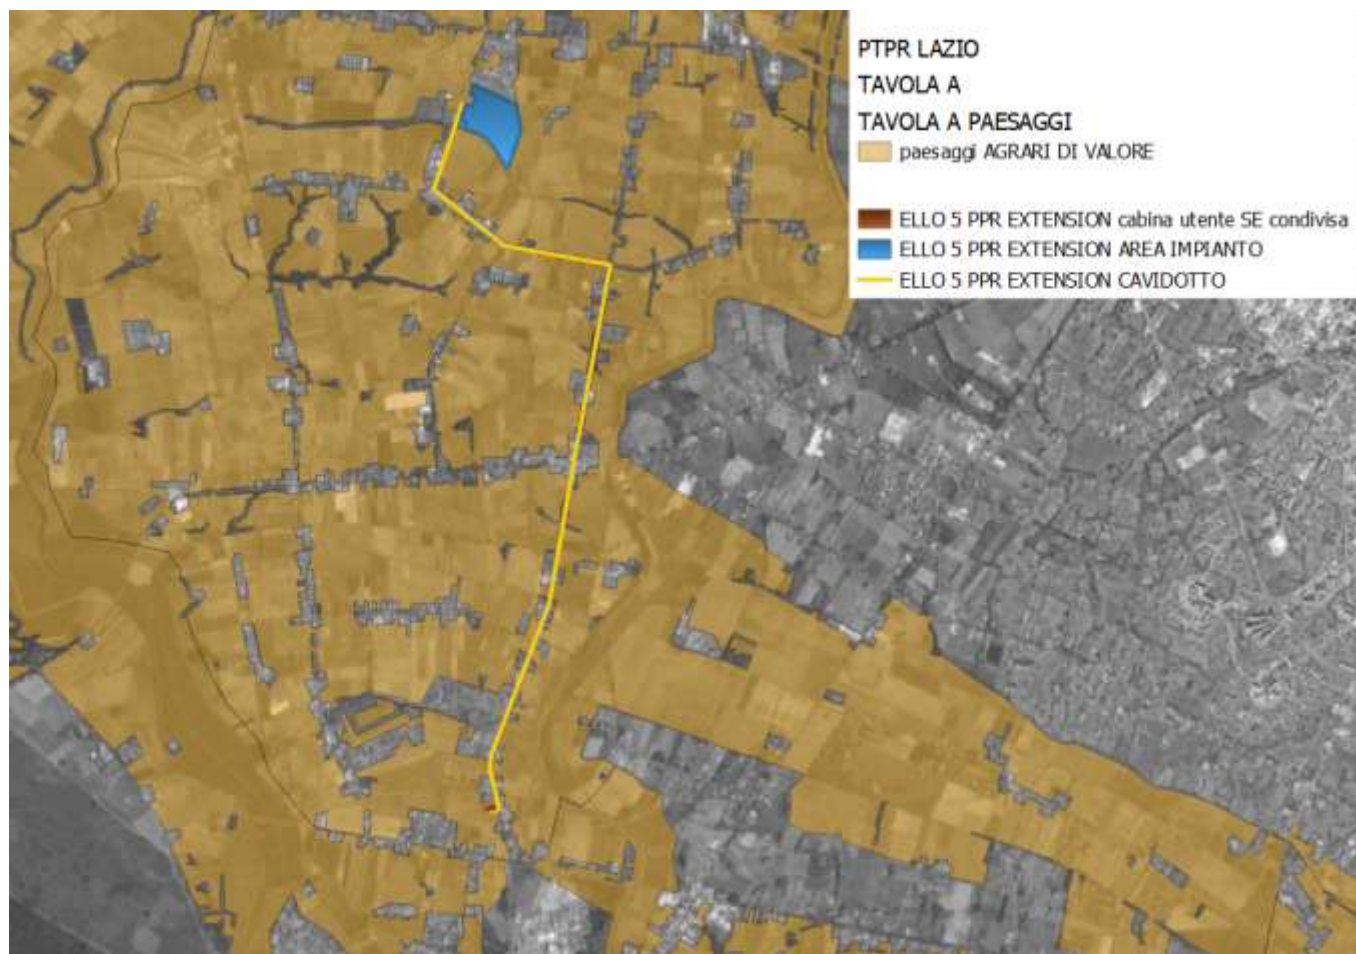 PTPR LAZIO
TAVOLA A
TAVOLA A PAESAGGI
paesaggi AGRARI DI VALORE
ELLO 5 PPR EXTENSION cabina utente SE condivisa
ELLO 5 PPR EXTENSION AREA IMPIANTO
ELLO 5 PPR EXTENSION CAVIDOTTO